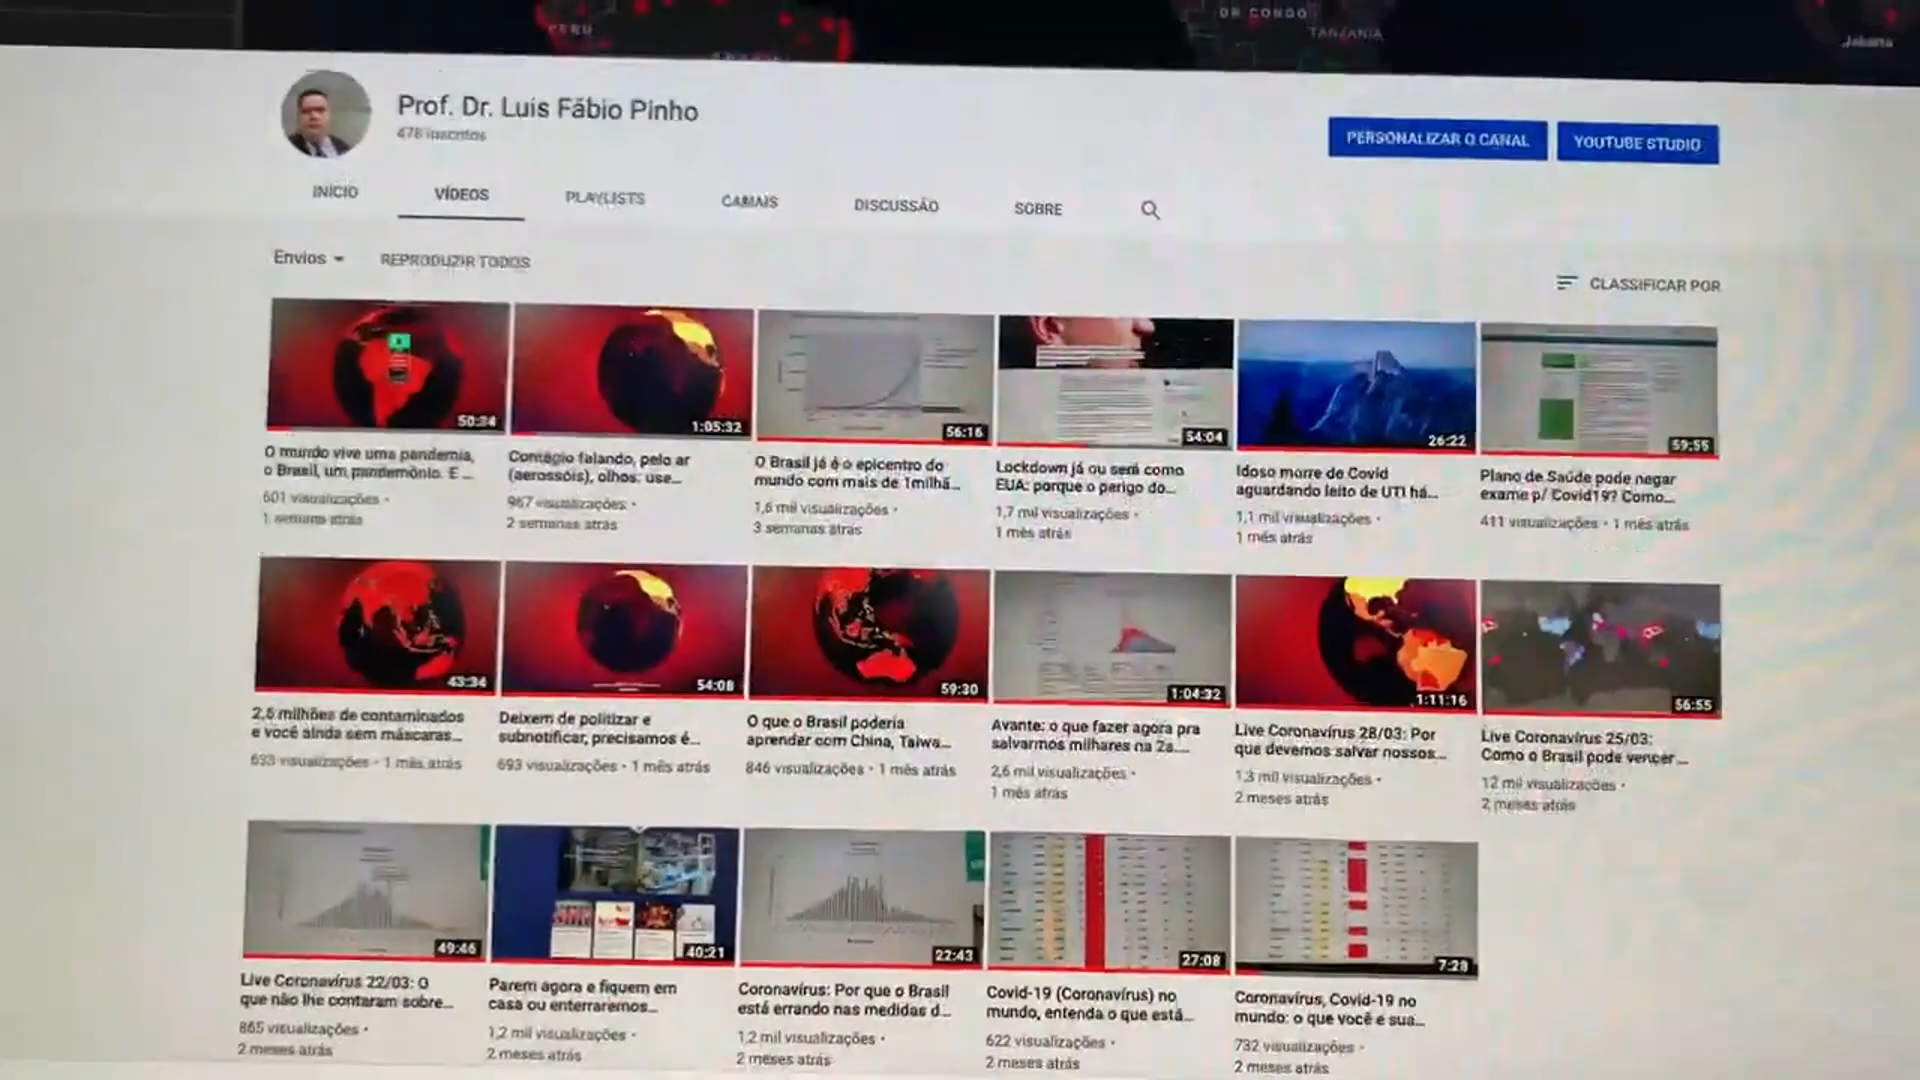 PERU
DR CONGO
TANZANIA
Jakarta
Prof. Dr. Luis Fábio Pinho
478 inscritos
PERSONALIZAR O CANAL
YOUTUBE STUDIO
INÍCIO
VÍDEOS
PLAYLISTS
CANAIS
DISCUSSÃO
SOBRE
Envios
REPRODUZIR TODOS
CLASSIFICAR POR
50:34
1:05:32
56:16
54:04
26:22
59:55
O mundo vive uma pandemia,
o Brasil, um pandemônio. E ...
601 visualizações •
1 semana atrás
Contágio falando, pelo ar
(aerossóis), olhos: use...
967 visualizações •
2 semanas atrás
O Brasil já é o epicentro do
mundo com mais de 1milhã...
1,6 mil visualizações •
3 semanas atrás
Lockdown já ou será como
EUA: porque o perigo do...
1,7 mil visualizações •
1 mês atrás
Idoso morre de Covid
aguardando leito de UTI há...
1,1 mil visualizações •
1 mês atrás
Plano de Saúde pode negar
exame p/ Covid19? Como...
411 visualizações • 1 mês atrás
43:34
54:08
59:30
1:04:32
1:11:16
56:55
2,5 milhões de contaminados
e você ainda sem máscaras...
693 visualizações • 1 mês atrás
Deixem de politizar e
subnotificar, precisamos é...
693 visualizações • 1 mês atrás
O que o Brasil poderia
aprender com China, Taiwa...
846 visualizações • 1 mês atrás
Avante: o que fazer agora pra
salvarmos milhares na 2a....
2,6 mil visualizações •
1 mês atrás
Live Coronavírus 28/03: Por
que devemos salvar nossos...
1,3 mil visualizações •
2 meses atrás
Live Coronavírus 25/03:
Como o Brasil pode vencer ...
12 mil visualizações •
2 meses atrás
49:46
40:21
22:43
27:08
7:28
Live Coronavírus 22/03: O
que não lhe contaram sobre...
865 visualizações •
2 meses atrás
Parem agora e fiquem em
casa ou enterraremos...
1,2 mil visualizações •
2 meses atrás
Coronavírus: Por que o Brasil
está errando nas medidas d...
1,2 mil visualizações •
2 meses atrás
Covid-19 (Coronavírus) no
mundo, entenda o que está...
622 visualizações •
2 meses atrás
Coronavírus, Covid-19 no
mundo: o que você e sua...
732 visualizações •
2 meses atrás